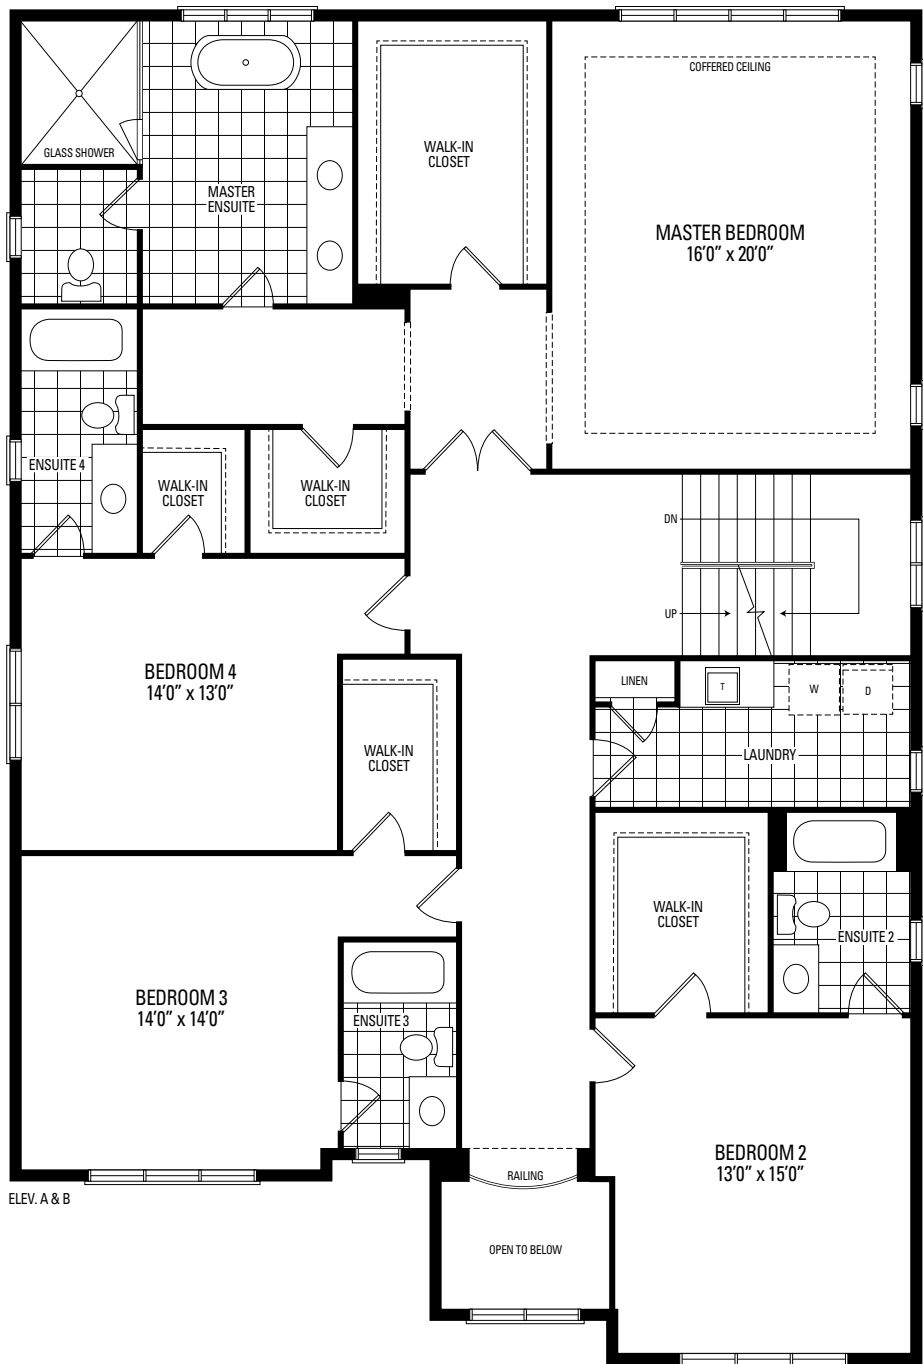 COFFERED CEILING
WALK-IN
CLOSET
GLASS SHOWER
MASTER
ENSUITE
MASTER BEDROOM
16'0" x 20'0"
ENSUITE 4
WALK-IN
CLOSET
WALK-IN
CLOSET
DN
UP
BEDROOM 4
14'0" x 13'0"
LINEN
T
W
D
WALK-IN
CLOSET
LAUNDRY
WALK-IN
CLOSET
ENSUITE 2
BEDROOM 3
14'0" x 14'0"
ENSUITE 3
BEDROOM 2
13'0" x 15'0"
RAILING
ELEV. A & B
OPEN TO BELOW